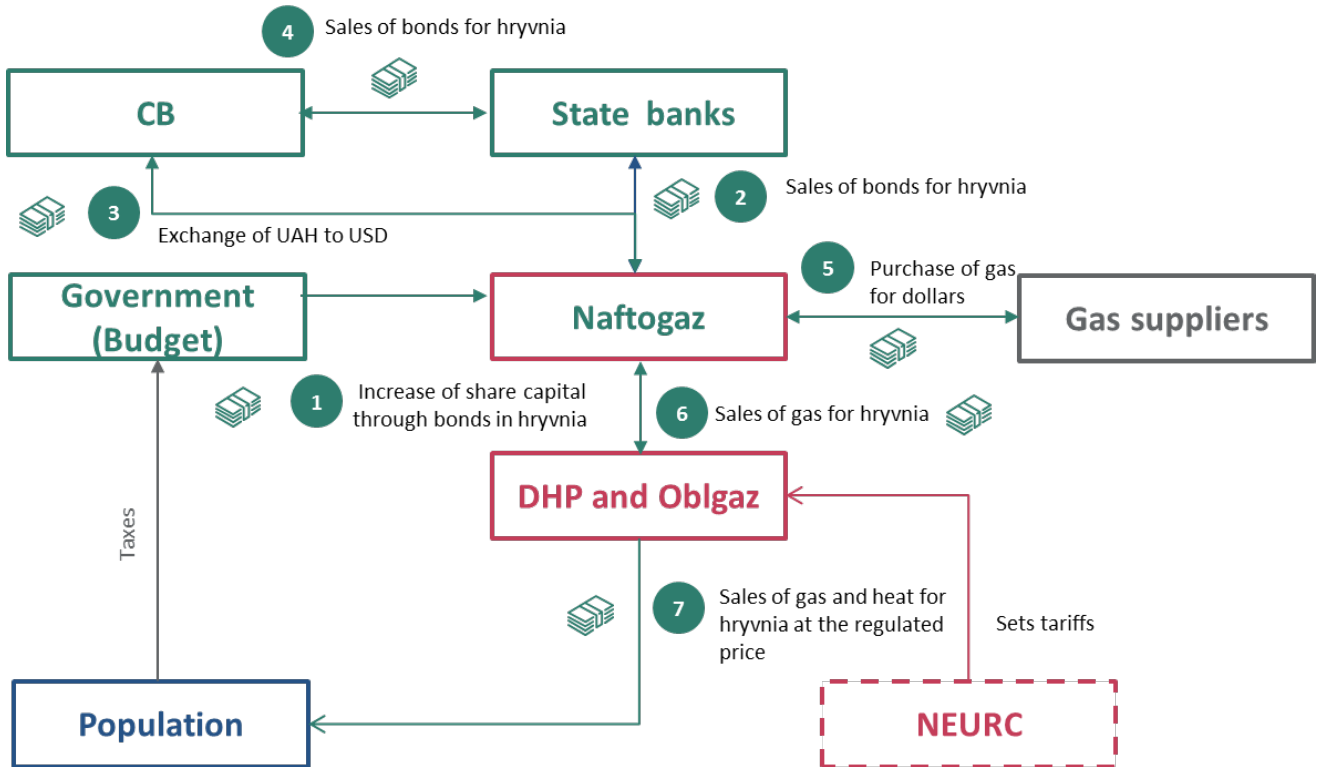 4
Sales of bonds for hryvnia
CB
State banks
3
Exchange of UAH to USD
2
Sales of bonds for hryvnia
Government
(Budget)
Naftogaz
5
Purchase of gas
for dollars
Gas suppliers
1
Increase of share capital
through bonds in hryvnia
6
Sales of gas for hryvnia
DHP and Oblgaz
Taxes
7
Sales of gas and heat for
hryvnia at the regulated
price
Sets tariffs
Population
NEURC